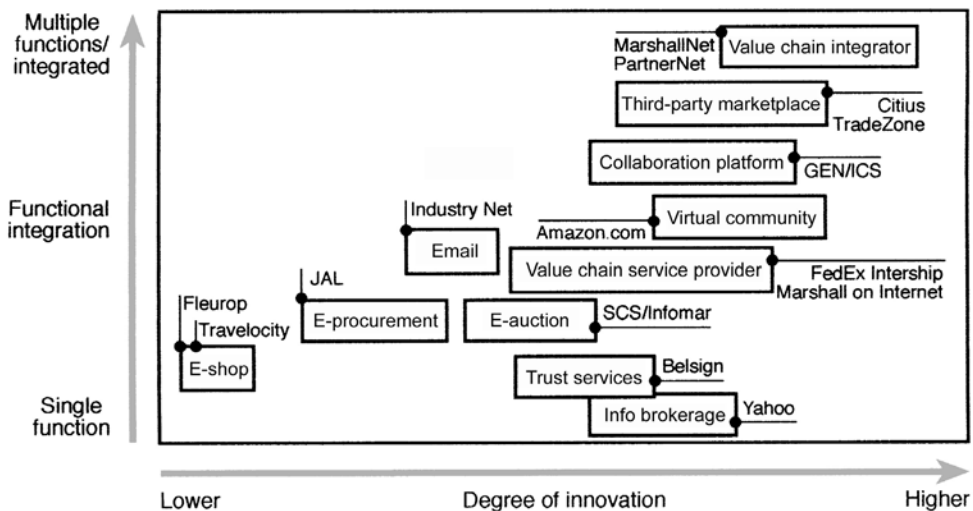 Multiple
functions/
integrated
MarshallNet
PartnerNet
Value chain integrator
Third-party marketplace
Citius
TradeZone
Collaboration platform
GEN/ICS
Functional
integration
Industry Net
Email
Amazon.com
Virtual community
Value chain service provider
FedEx Intership
Marshall on Internet
JAL
E-procurement
E-auction
SCS/Infomar
Fleurop
Travelocity
E-shop
Trust services
Belsign
Info brokerage
Yahoo
Single
function
Lower
Degree of innovation
Higher